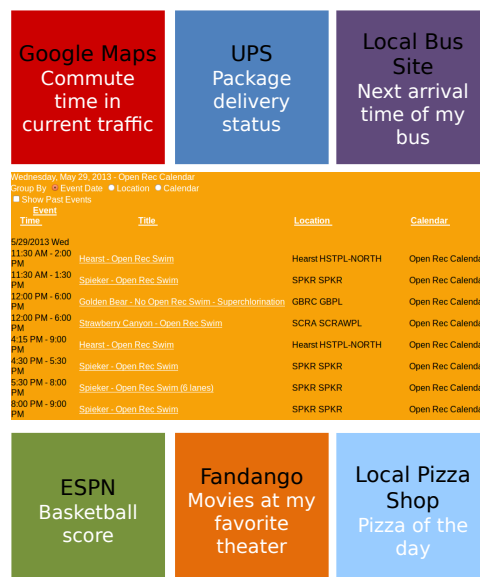 Google Maps
Commute
time in
current traffic
UPS
Package
delivery
status
Local Bus
Site
Next arrival
time of my
bus
Wednesday, May 29, 2013 - Open Rec Calendar
Group By Event Date Location Calendar
Show Past Events
Event
Time Title Location Calendar
5/29/2013 Wed
11:30 AM - 2:00
PM Hearst - Open Rec Swim Hearst HSTPL-NORTH Open Rec Calenda
11:30 AM - 1:30
PM Spieker - Open Rec Swim SPKR SPKR Open Rec Calenda
12:00 PM - 6:00
PM Golden Bear - No Open Rec Swim - Superchlorination GBRC GBPL Open Rec Calenda
12:00 PM - 6:00
PM Strawberry Canyon - Open Rec Swim SCRA SCRAWPL Open Rec Calenda
4:15 PM - 9:00
PM Hearst - Open Rec Swim Hearst HSTPL-NORTH Open Rec Calenda
4:30 PM - 5:30
PM Spieker - Open Rec Swim SPKR SPKR Open Rec Calenda
5:30 PM - 8:00
PM Spieker - Open Rec Swim (6 lanes) SPKR SPKR Open Rec Calenda
8:00 PM - 9:00
PM Spieker - Open Rec Swim SPKR SPKR Open Rec Calenda
ESPN
Basketball
score
Fandango
Movies at my
favorite
theater
Local Pizza
Shop
Pizza of the
day